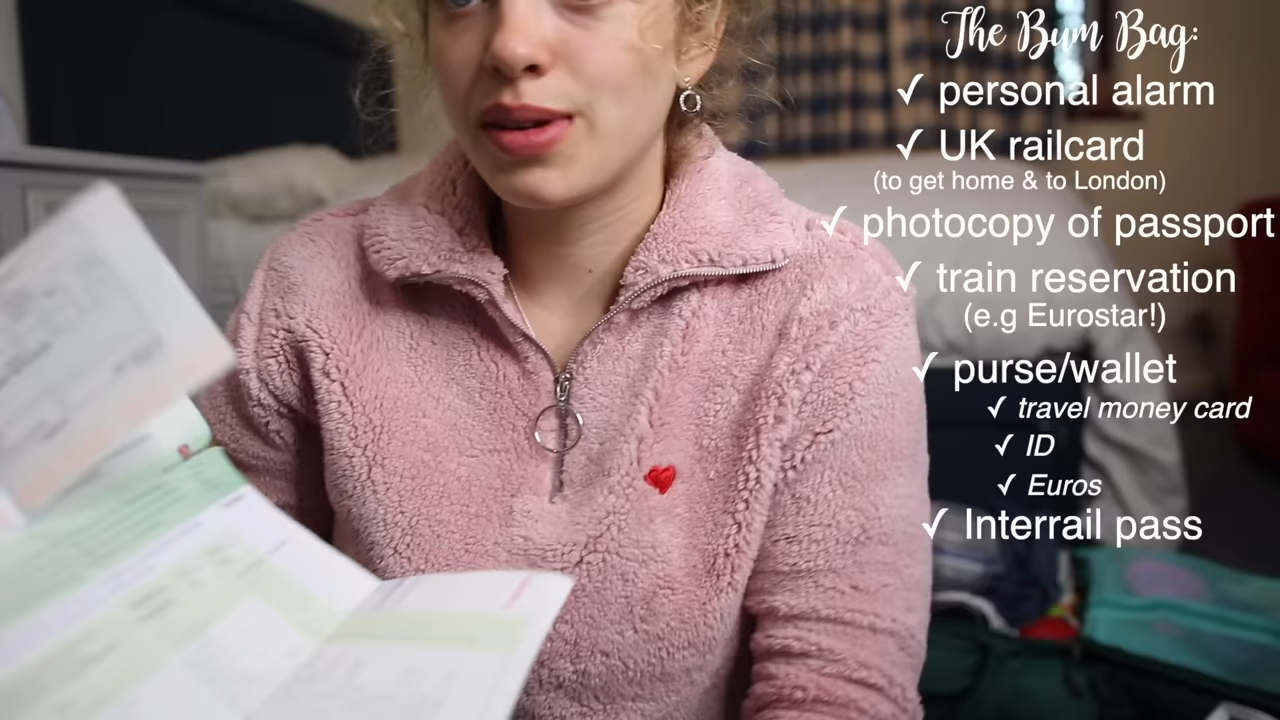 The Bum Bag:
✓ personal alarm
✓ UK railcard
(to get home & to London)
✓ photocopy of passport
✓ train reservation
(e.g Eurostar!)
✓ purse/wallet
✓ travel money card
✓ ID
✓ Euros
✓ Interrail pass